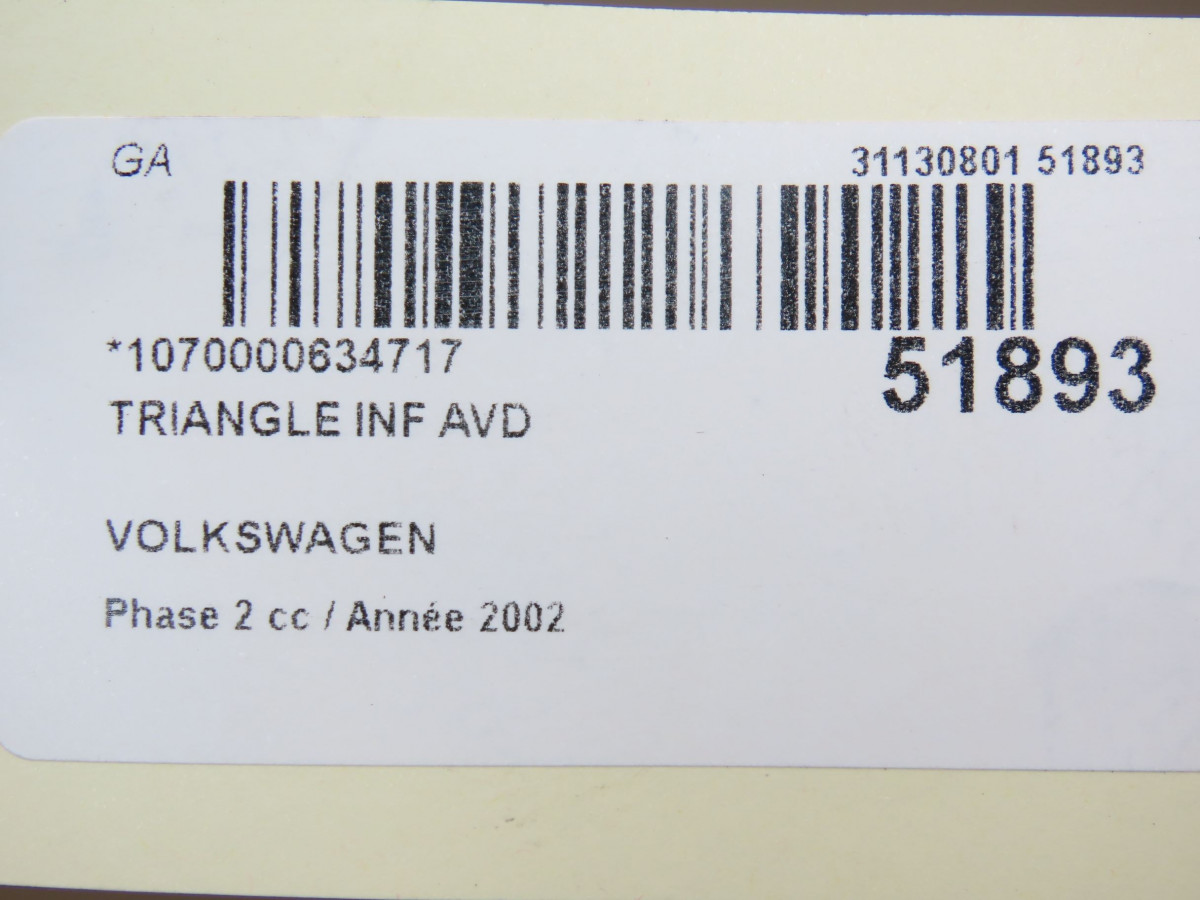 GA 31130801 51893
*1070000634717 51893
TRIANGLE INF AVD
VOLKSWAGEN
Phase 2 cc / Année 2002